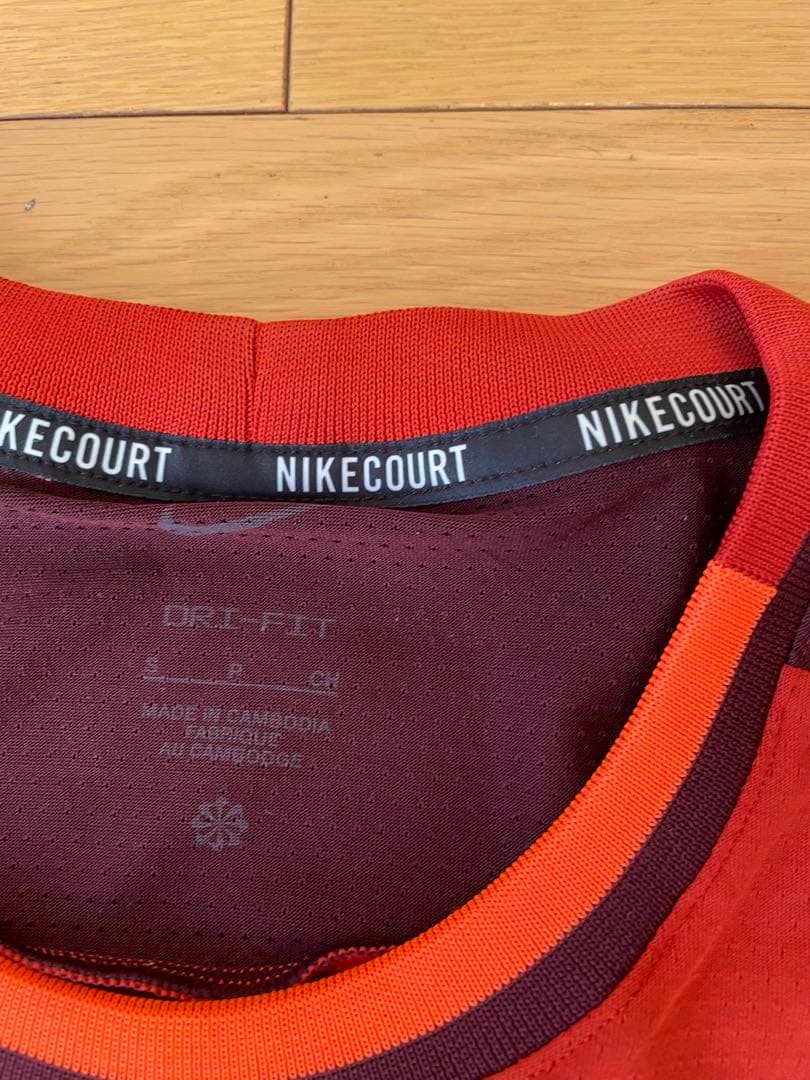 KECOURT NIKECOURT NIKECOURT
DRI-FIT
S P CH
MADE IN CAMBODIA
FABRIQUE
AU CAMBODGE